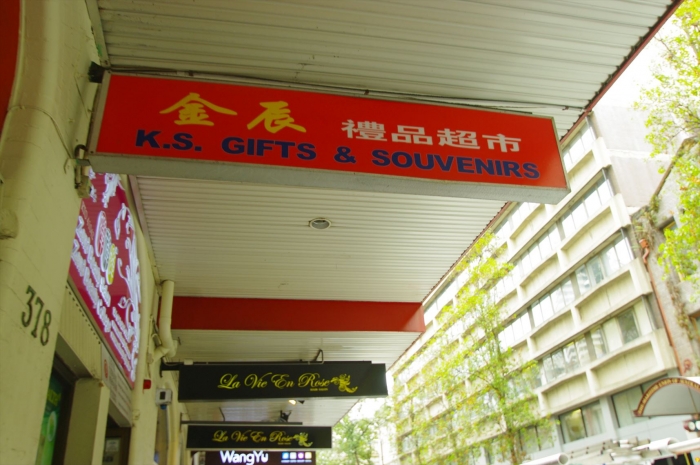 金辰 禮品超市
K.S. GIFTS & SOUVENIRS
378
La Vie En Rose
La Vie En Rose
WangYu